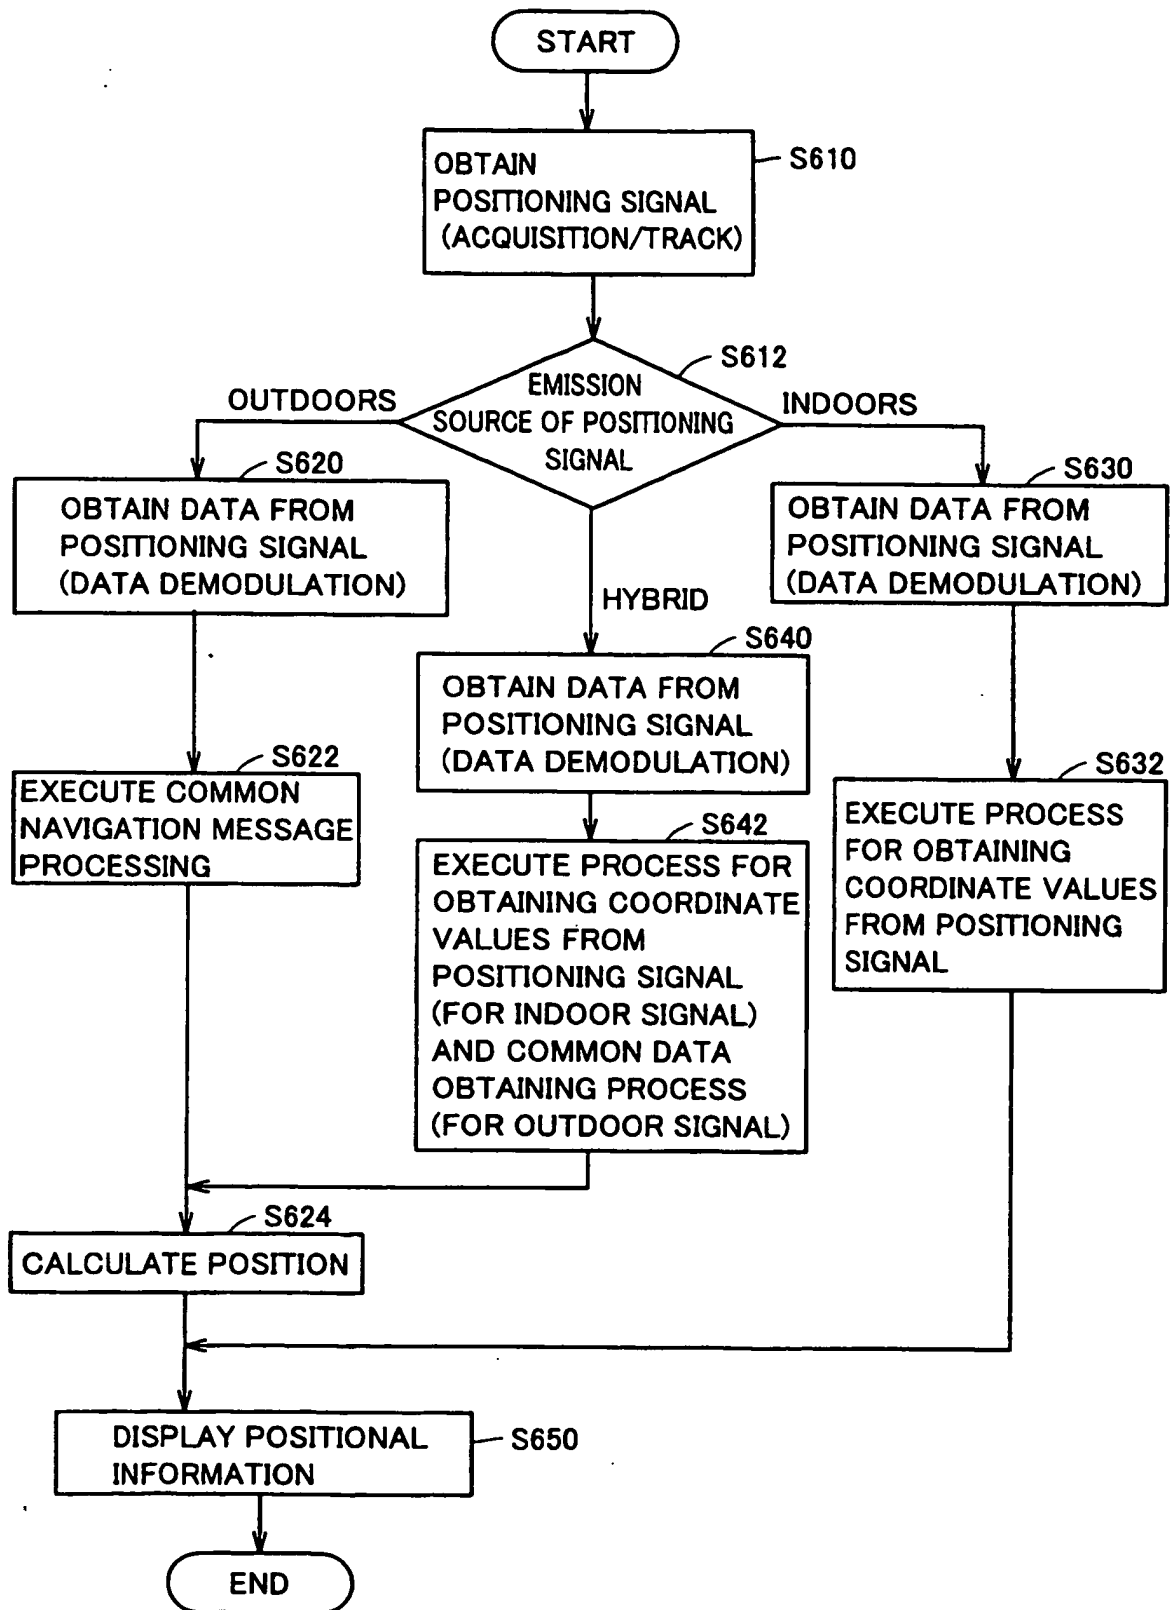 START
OBTAIN
POSITIONING SIGNAL
(ACQUISITION/TRACK)
S610
S612
EMISSION
SOURCE OF POSITIONING
SIGNAL
OUTDOORS
INDOORS
HYBRID
S620
OBTAIN DATA FROM
POSITIONING SIGNAL
(DATA DEMODULATION)
S630
OBTAIN DATA FROM
POSITIONING SIGNAL
(DATA DEMODULATION)
S640
OBTAIN DATA FROM
POSITIONING SIGNAL
(DATA DEMODULATION)
S622
EXECUTE COMMON
NAVIGATION MESSAGE
PROCESSING
S642
EXECUTE PROCESS FOR
OBTAINING COORDINATE
VALUES FROM
POSITIONING SIGNAL
(FOR INDOOR SIGNAL)
AND COMMON DATA
OBTAINING PROCESS
(FOR OUTDOOR SIGNAL)
S632
EXECUTE PROCESS
FOR OBTAINING
COORDINATE VALUES
FROM POSITIONING
SIGNAL
S624
CALCULATE POSITION
DISPLAY POSITIONAL
INFORMATION
S650
END